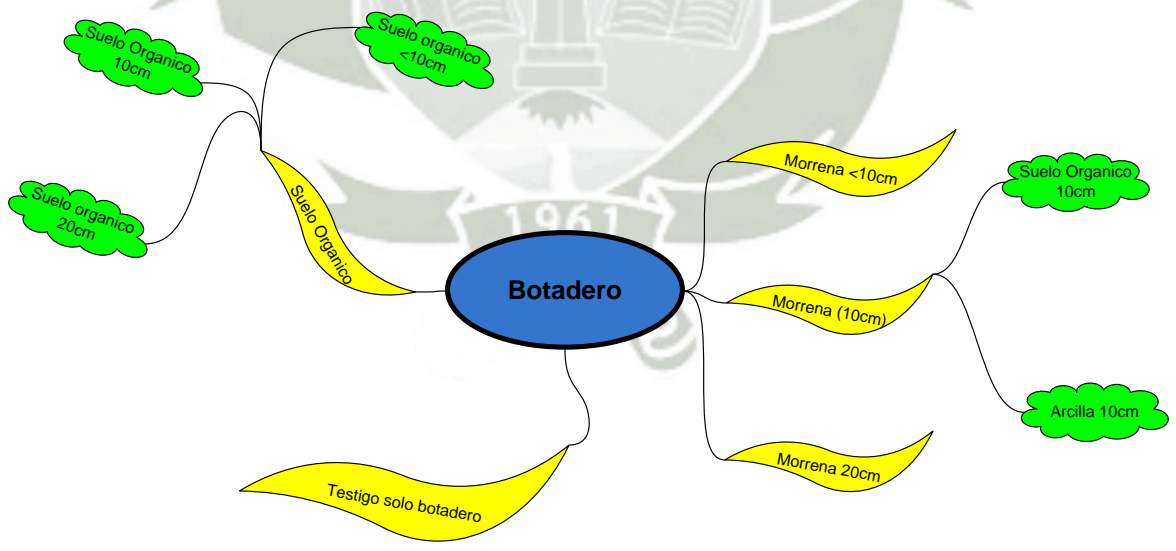 Suelo Organico
10cm
Suelo organico
<10cm
Suelo organico
20cm
Suelo Organico
1961
Botadero
Testigo solo botadero
Morrena <10cm
Morrena (10cm)
Morrena 20cm
Suelo Organico
10cm
Arcilla 10cm